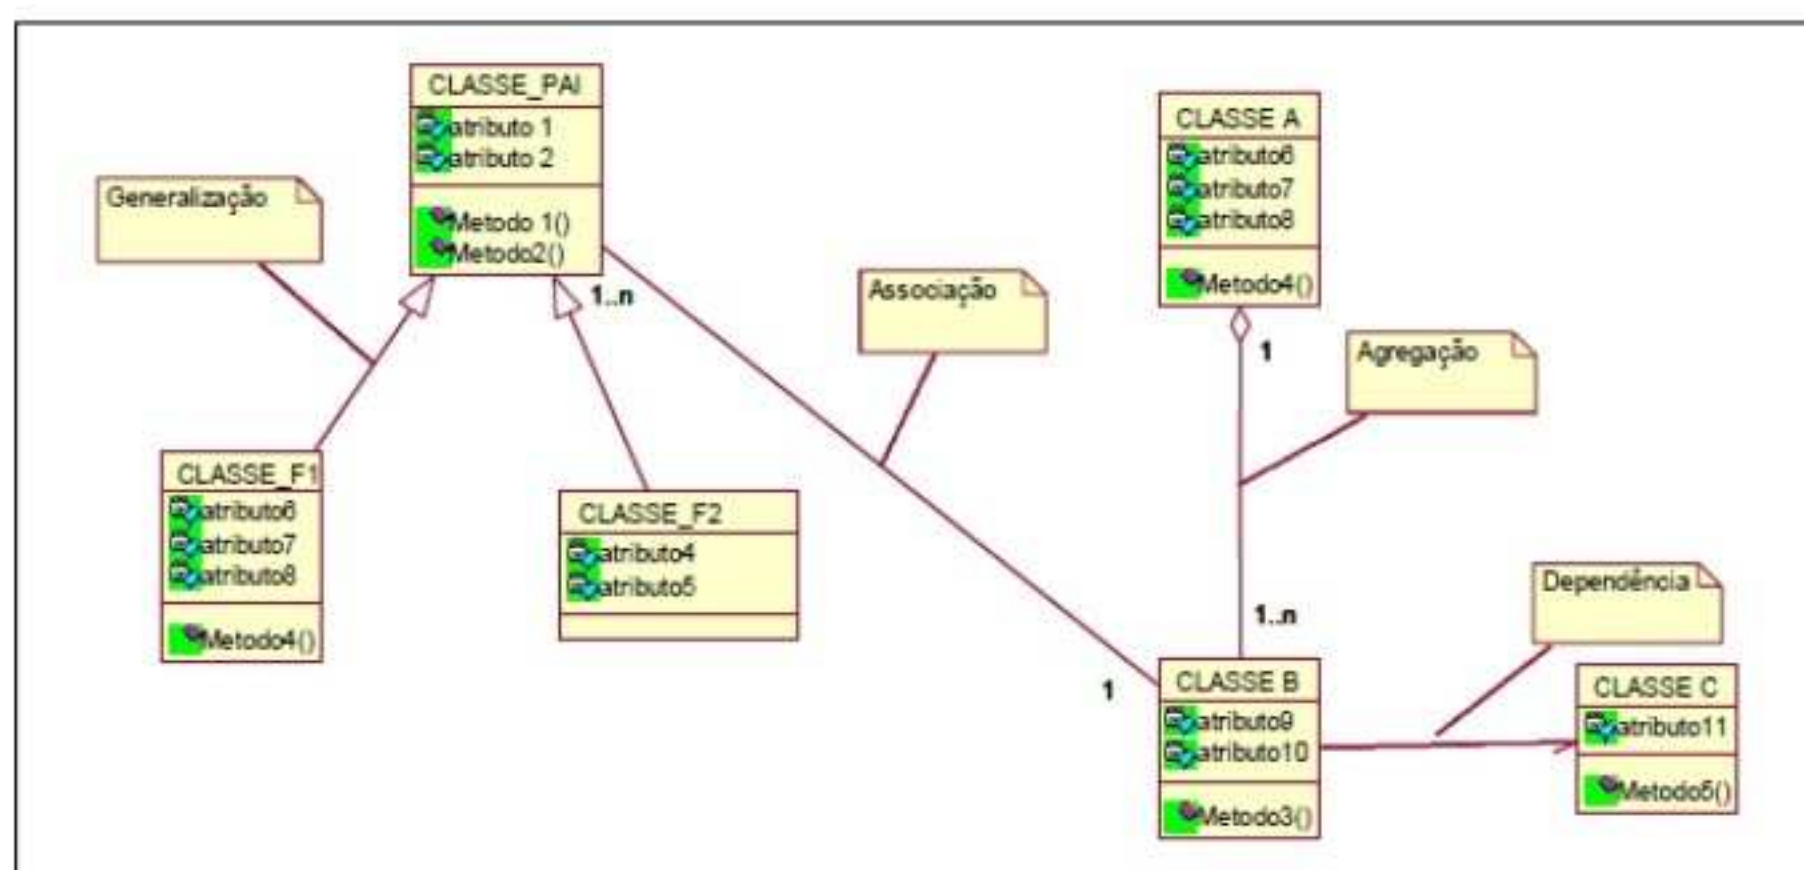 CLASSE_PAI
atributo 1
atributo 2
Metodo 1()
Metodo2()
Generalização
1..n
CLASSE_F1
atributo6
atributo7
atributo8
Metodo4()
CLASSE_F2
atributo4
atributo5
Associação
CLASSE A
atributo6
atributo7
atributo8
Metodo4()
1
Agregação
1..n
1
CLASSE B
atributo9
atributo10
Metodo3()
Dependência
CLASSE C
atributo11
Metodo5()